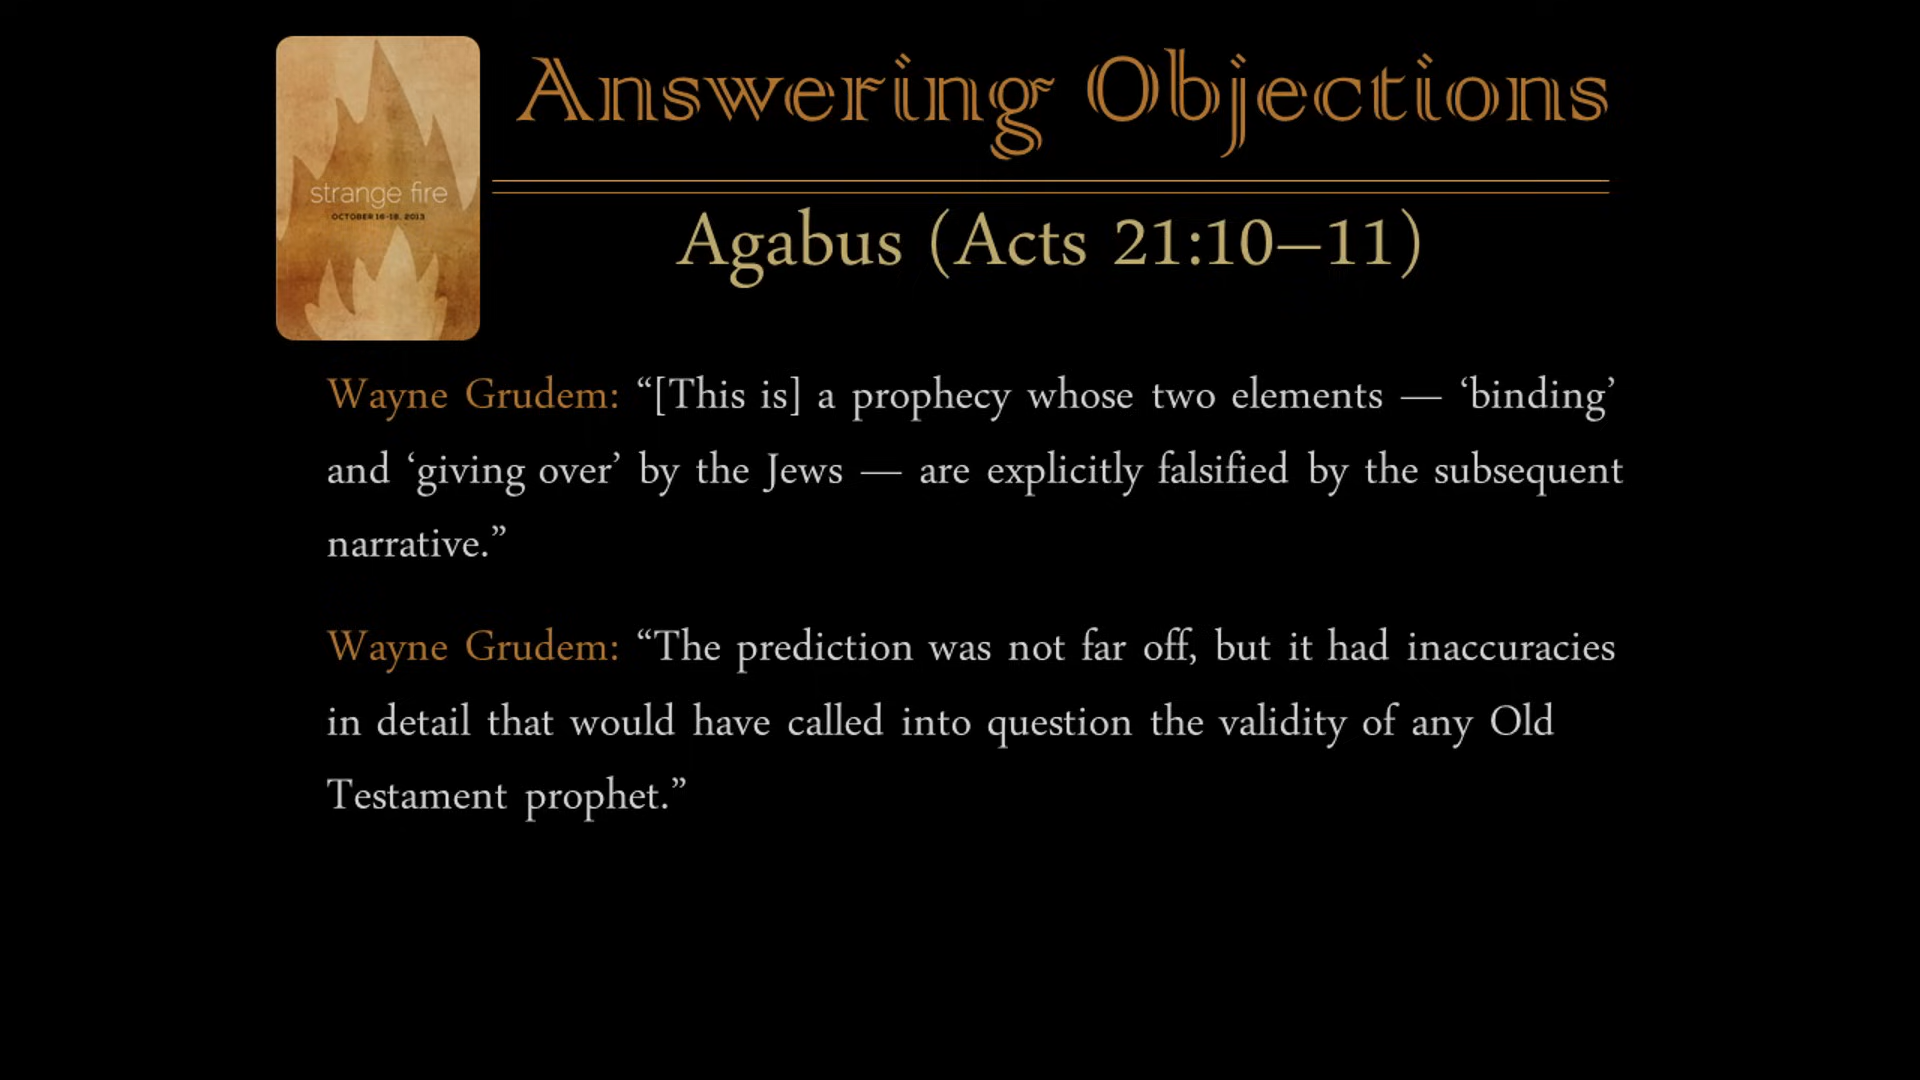 Answering Objections
strange fire
OCTOBER 16-18, 2013
Agabus (Acts 21:10–11)
Wayne Grudem: “[This is] a prophecy whose two elements — ‘binding’
and ‘giving over’ by the Jews — are explicitly falsified by the subsequent
narrative.”
Wayne Grudem: “The prediction was not far off, but it had inaccuracies
in detail that would have called into question the validity of any Old
Testament prophet.”